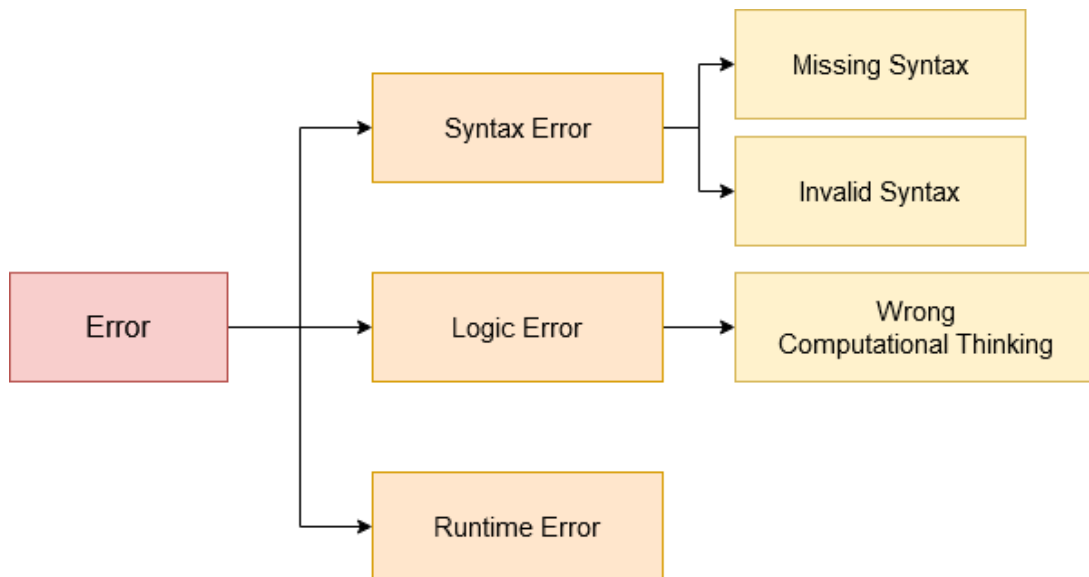 Missing Syntax
Syntax Error
Invalid Syntax
Error
Logic Error
Wrong
Computational Thinking
Runtime Error